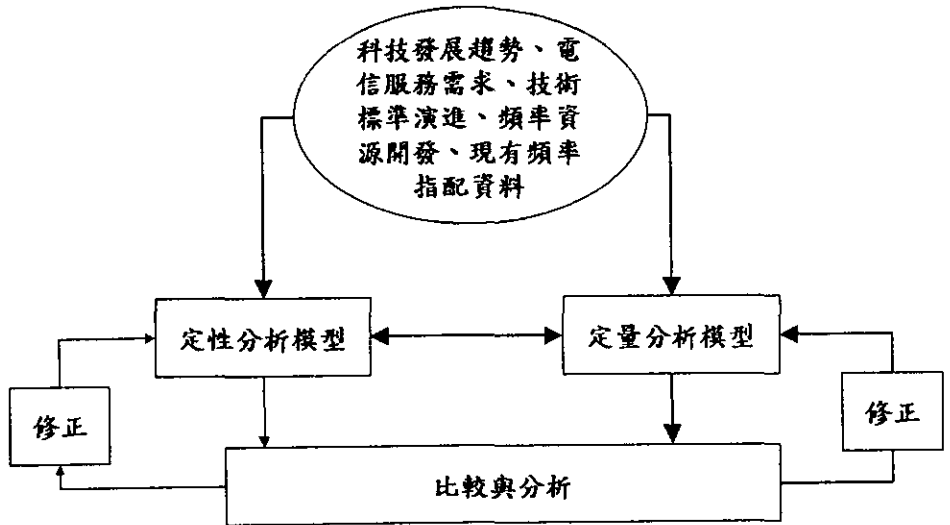 科技發展趨勢、電
信服務需求、技術
標準演進、頻率資
源開發、現有頻率
指配資料
定性分析模型
定量分析模型
修正
修正
比較與分析